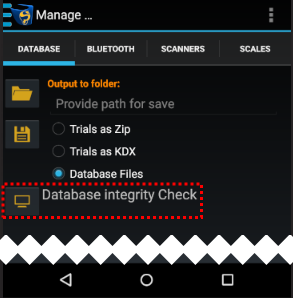 Manage ...
DATABASE BLUETOOTH SCANNERS SCALES
Output to folder:
Provide path for save
Trials as Zip
Trials as KDX
Database Files
Database integrity Check